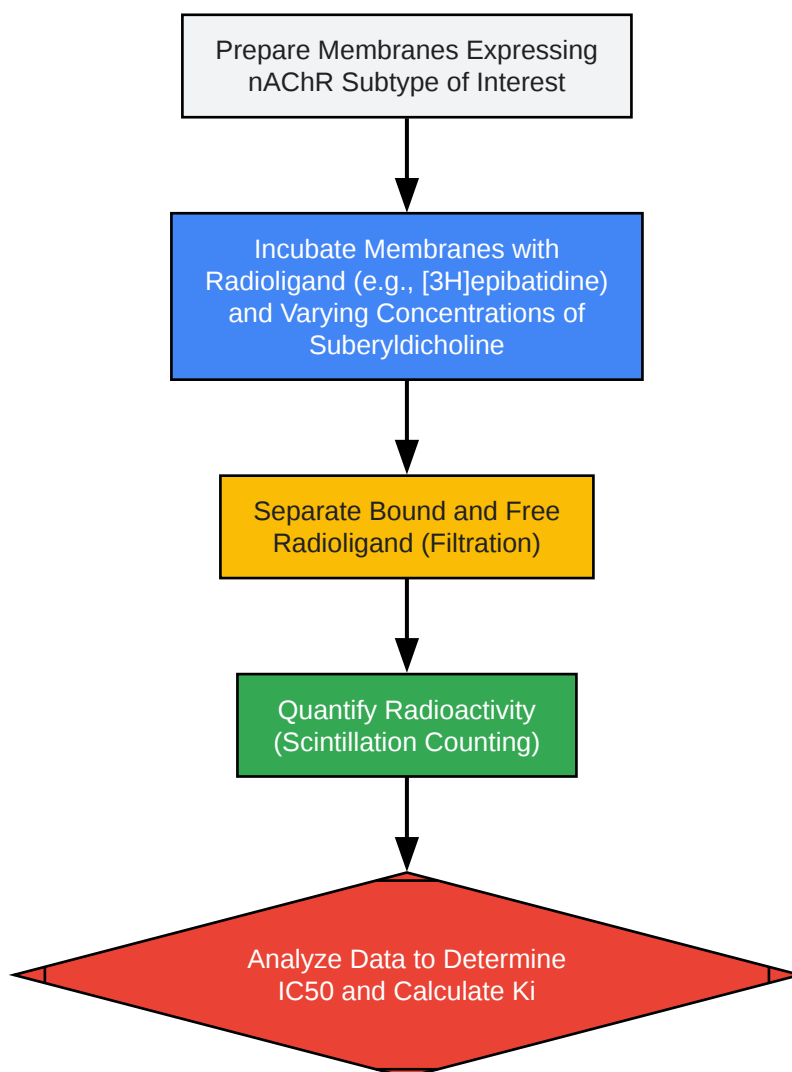 Prepare Membranes Expressing
nAChR Subtype of Interest
Incubate Membranes with
Radioligand (e.g., [3H]epibatidine)
and Varying Concentrations of
Suberyldicholine
Separate Bound and Free
Radioligand (Filtration)
Quantify Radioactivity
(Scintillation Counting)
Analyze Data to Determine
IC50 and Calculate Ki